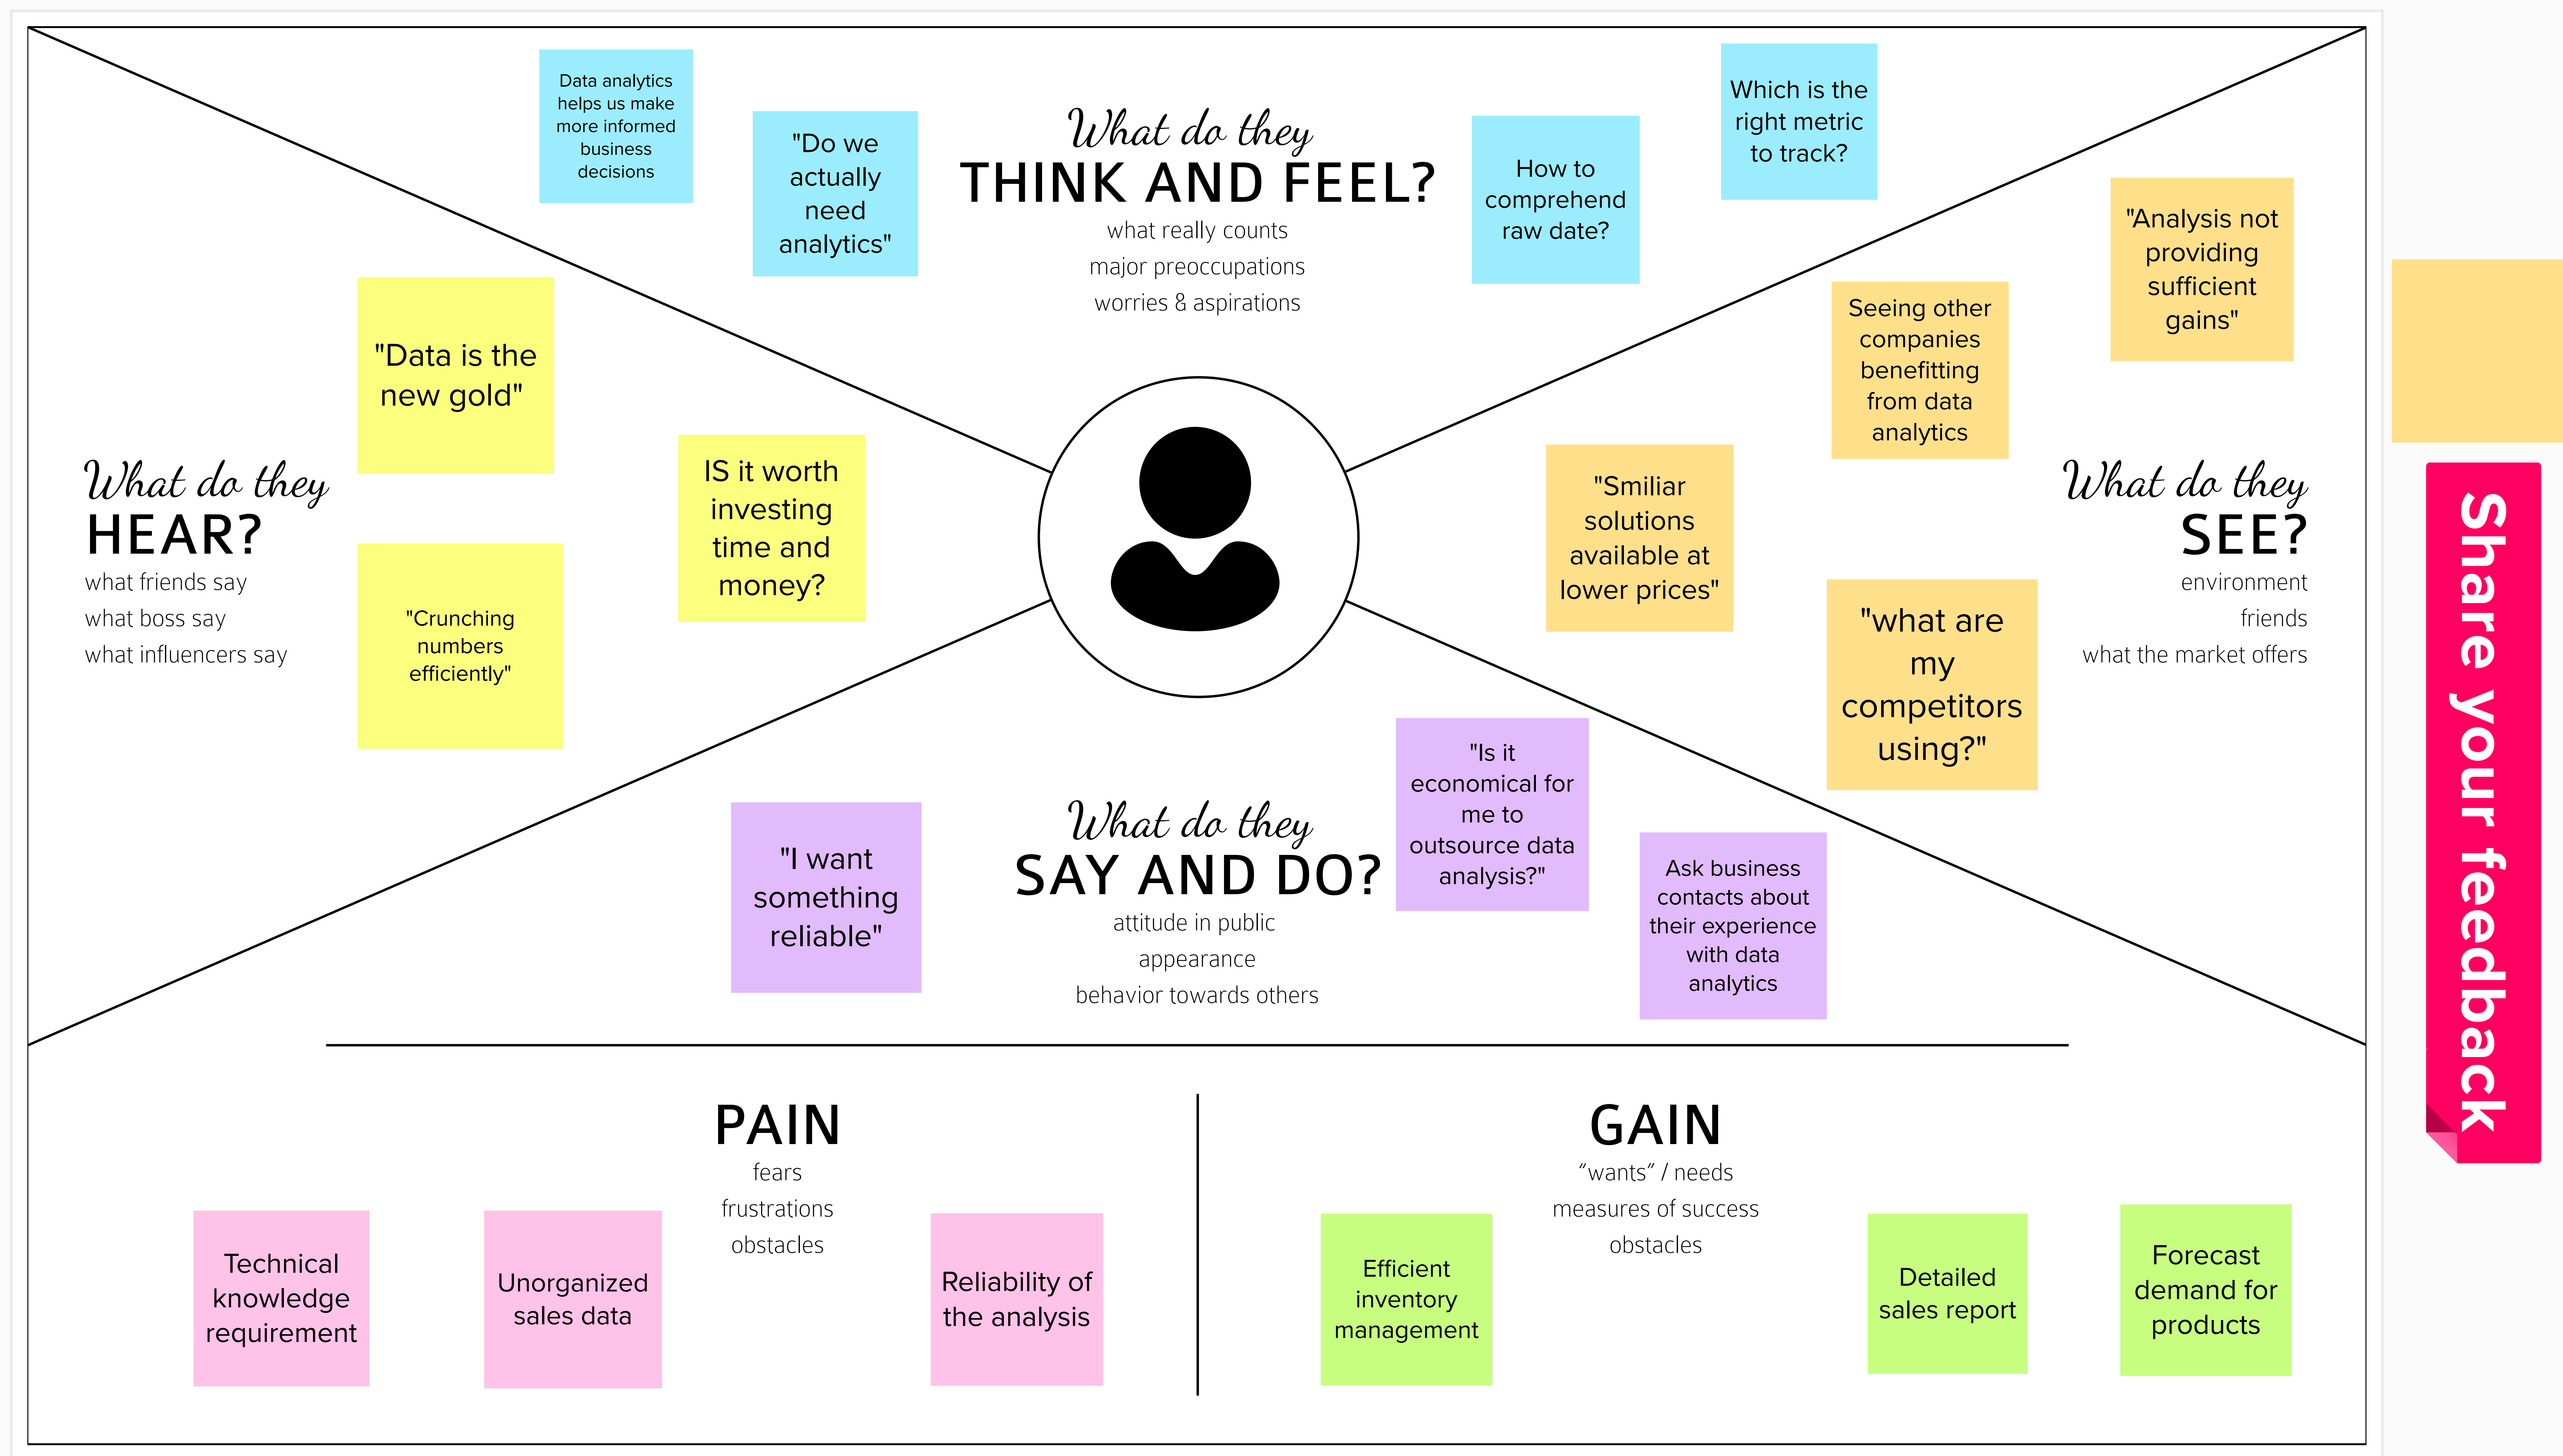 Data analytics
helps us make
more informed
business
decisions
"Do we
actually
need
analytics"
What do they
THINK AND FEEL?
what really counts
major preoccupations
worries & aspirations
How to
comprehend
raw date?
Which is the
right metric
to track?
"Data is the
new gold"
IS it worth
investing
time and
money?
What do they
HEAR?
what friends say
what boss say
what influencers say
"Crunching
numbers
efficiently"
"Analysis not
providing
sufficient
gains"
Seeing other
companies
benefitting
from data
analytics
"Smiliar
solutions
available at
lower prices"
What do they
SEE?
environment
friends
what the market offers
"what are
my
competitors
using?"
"I want
something
reliable"
What do they
SAY AND DO?
attitude in public
appearance
behavior towards others
"Is it
economical for
me to
outsource data
analysis?"
Ask business
contacts about
their experience
with data
analytics
PAIN
fears
frustrations
obstacles
Technical
knowledge
requirement
Unorganized
sales data
Reliability of
the analysis
GAIN
“wants” / needs
measures of success
obstacles
Efficient
inventory
management
Detailed
sales report
Forecast
demand for
products
Share your feedback